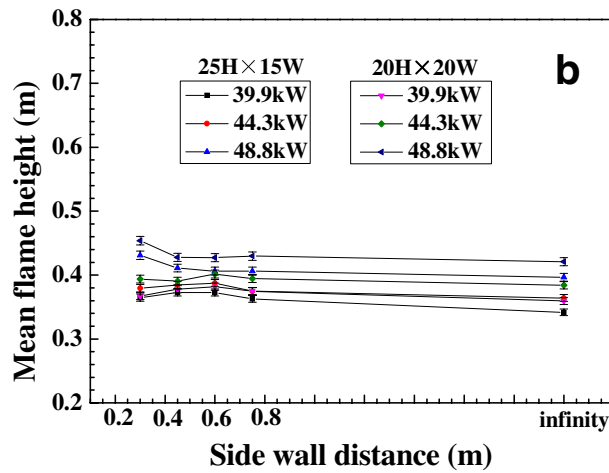 0.8
0.7
0.6
0.5
0.4
0.3
0.2
Mean flame height (m)
b
25H×15W
39.9kW
44.3kW
48.8kW
20H×20W
39.9kW
44.3kW
48.8kW
0.2 0.4 0.6 0.8 infinity
Side wall distance (m)